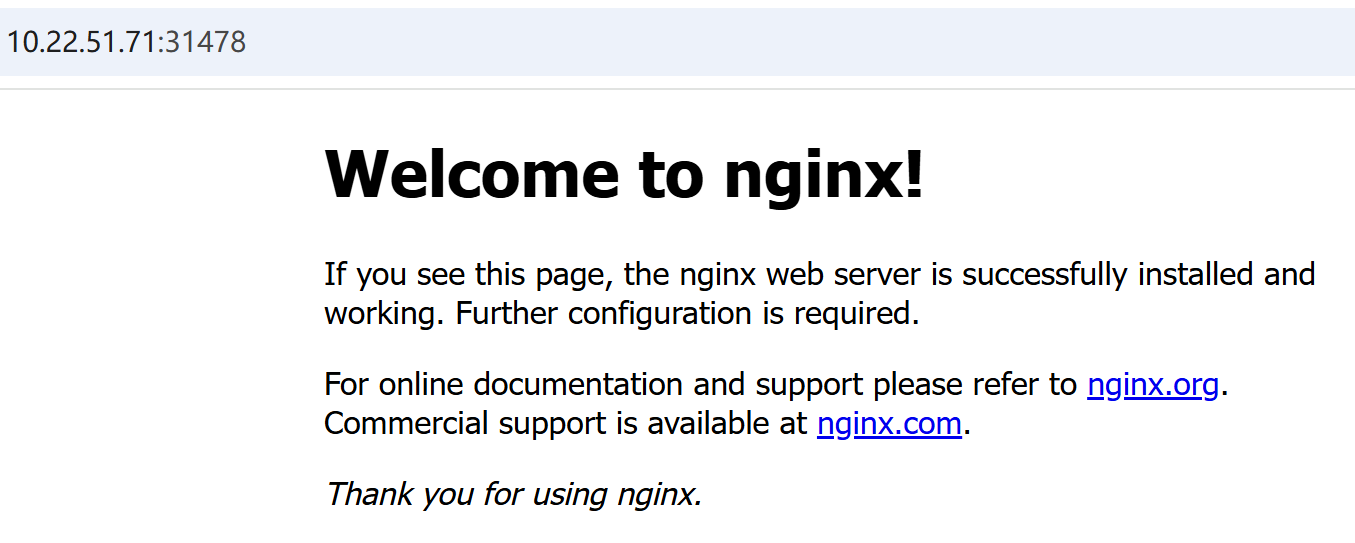 10.22.51.71:31478
Welcome to nginx!
If you see this page, the nginx web server is successfully installed and
working. Further configuration is required.
For online documentation and support please refer to nginx.org.
Commercial support is available at nginx.com.
Thank you for using nginx.